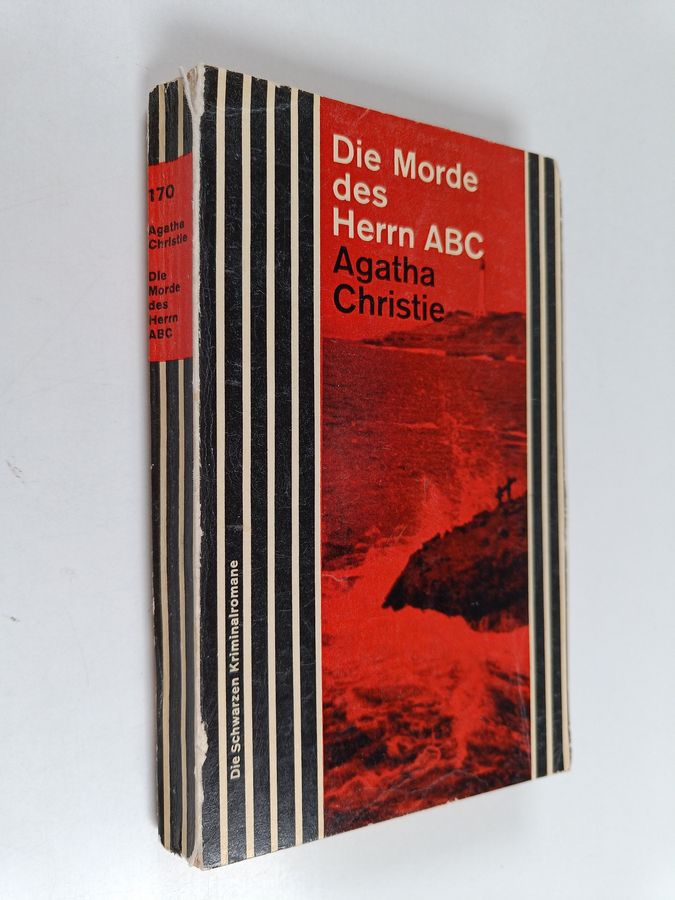 170
Agatha
Christie
Die
Morde
des
Herrn
ABC
Die Schwarzen Kriminalromane
Die Morde
des
Herrn ABC
Agatha
Christie